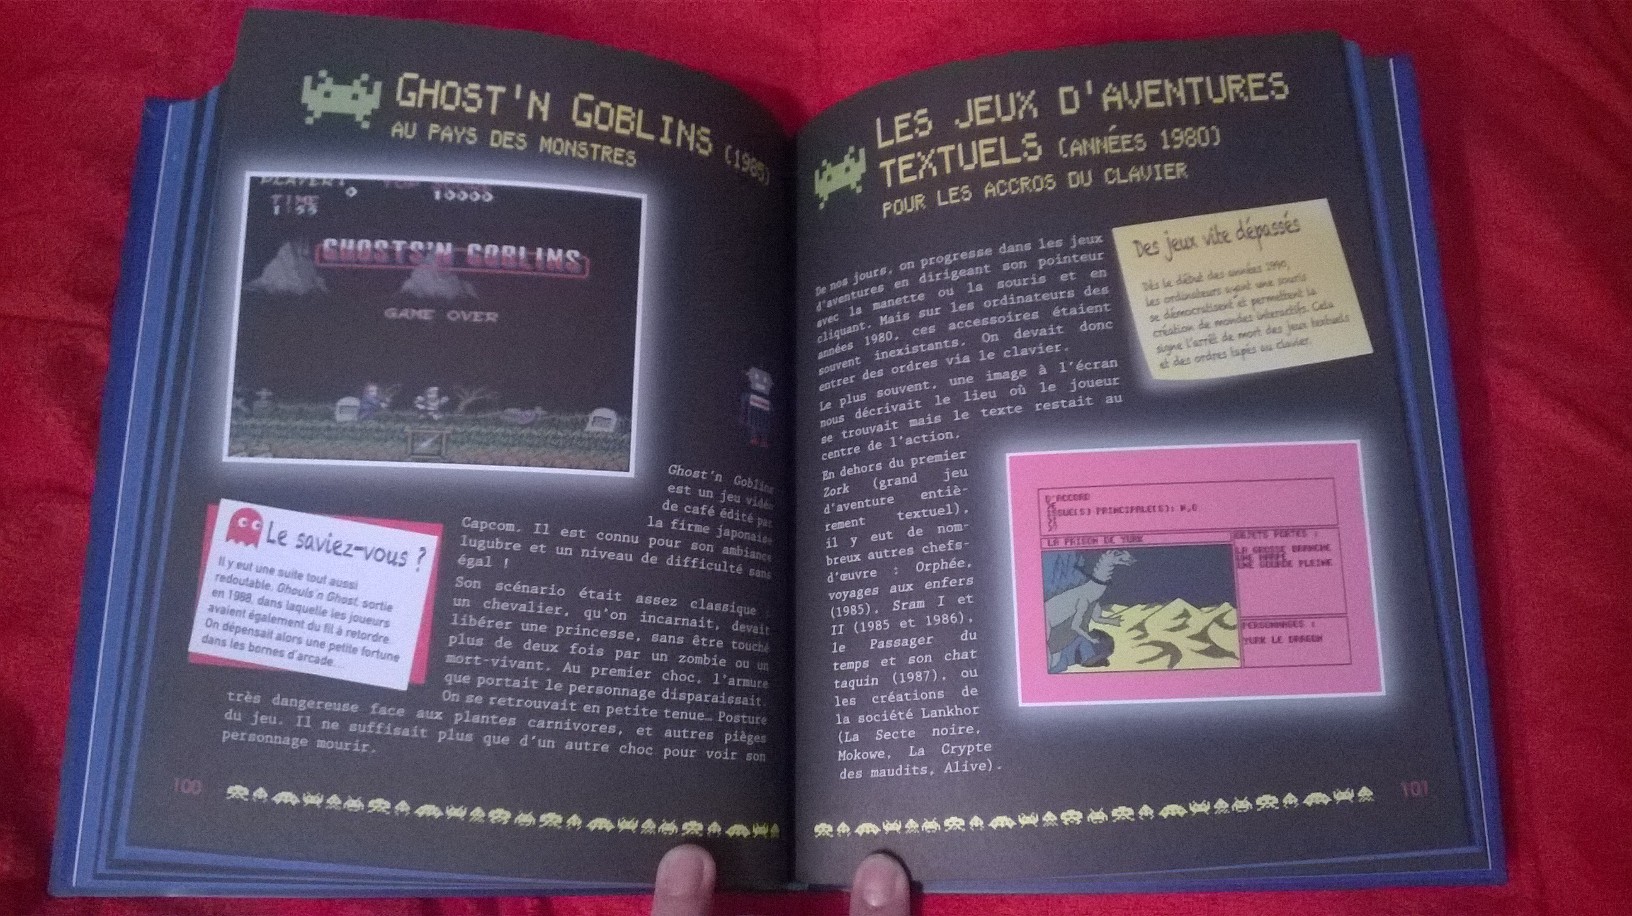 GHOST'N GOBLINS (1985)
AU PAYS DES MONSTRES
PLAYER1
0
10000
TIME
1:55
GHOSTS'N GOBLINS
GAME OVER
Ghost'n Goblins
est un jeu vidéo
de café édité par
la firme japonaise
Capcom. Il est connu pour son ambiance
lugubre et un niveau de difficulté sans
égal !
Son scénario était assez classique :
un chevalier, qu'on incarnait, devait
libérer une princesse, sans être touché
plus de deux fois par un zombie ou un
mort-vivant. Au premier choc, l'armure
que portait le personnage disparaissait.
On se retrouvait en petite tenue… Posture
très dangereuse face aux plantes carnivores, et autres pièges
du jeu. Il ne suffisait plus que d'un autre choc pour voir son
personnage mourir.
Le saviez-vous ?
Il y eut une suite tout aussi
redoutable, Ghouls n Ghost, sortie
en 1988, dans laquelle les joueurs
avaient également du fil à retordre.
On dépensait alors une petite fortune
dans les bornes d'arcade…
100
LES JEUX D'AVENTURES
TEXTUELS (ANNÉES 1980)
POUR LES ACCROS DU CLAVIER
De nos jours, on progresse dans les jeux
d'aventures en dirigeant son pointeur
avec la manette ou la souris et en
cliquant. Mais sur les ordinateurs des
années 1980, ces accessoires étaient
souvent inexistants. On devait donc
entrer des ordres via le clavier.
Le plus souvent, une image à l'écran
nous décrivait le lieu où le joueur
se trouvait mais le texte restait au
centre de l'action.
En dehors du premier
Zork (grand jeu
d'aventure entiè-
rement textuel),
il y eut de nom-
breux autres chefs-
d'œuvre : Orphée,
voyages aux enfers
(1985), Sram I et
II (1985 et 1986),
le Passager du
temps et son chat
taquin (1987), ou
les créations de
la société Lankhor
(La Secte noire,
Mokowe, La Crypte
des maudits, Alive).
Des jeux vite dépassés
Dès le début des années 1990,
les ordinateurs ayant une souris
se démocratisent et permettent la
création de mondes interactifs. Cela
signe l'arrêt de mort des jeux textuels
et des ordres tapés au clavier.
D'ACCORD
ISSUE(S) PRINCIPALE(S): N,O
LA PRISON DE YURK
OBJETS PORTES :
LA GROSSE BRANCHE
UNE HARPE
UNE GOURDE PLEINE
PERSONNAGES :
YURK LE DRAGON
101